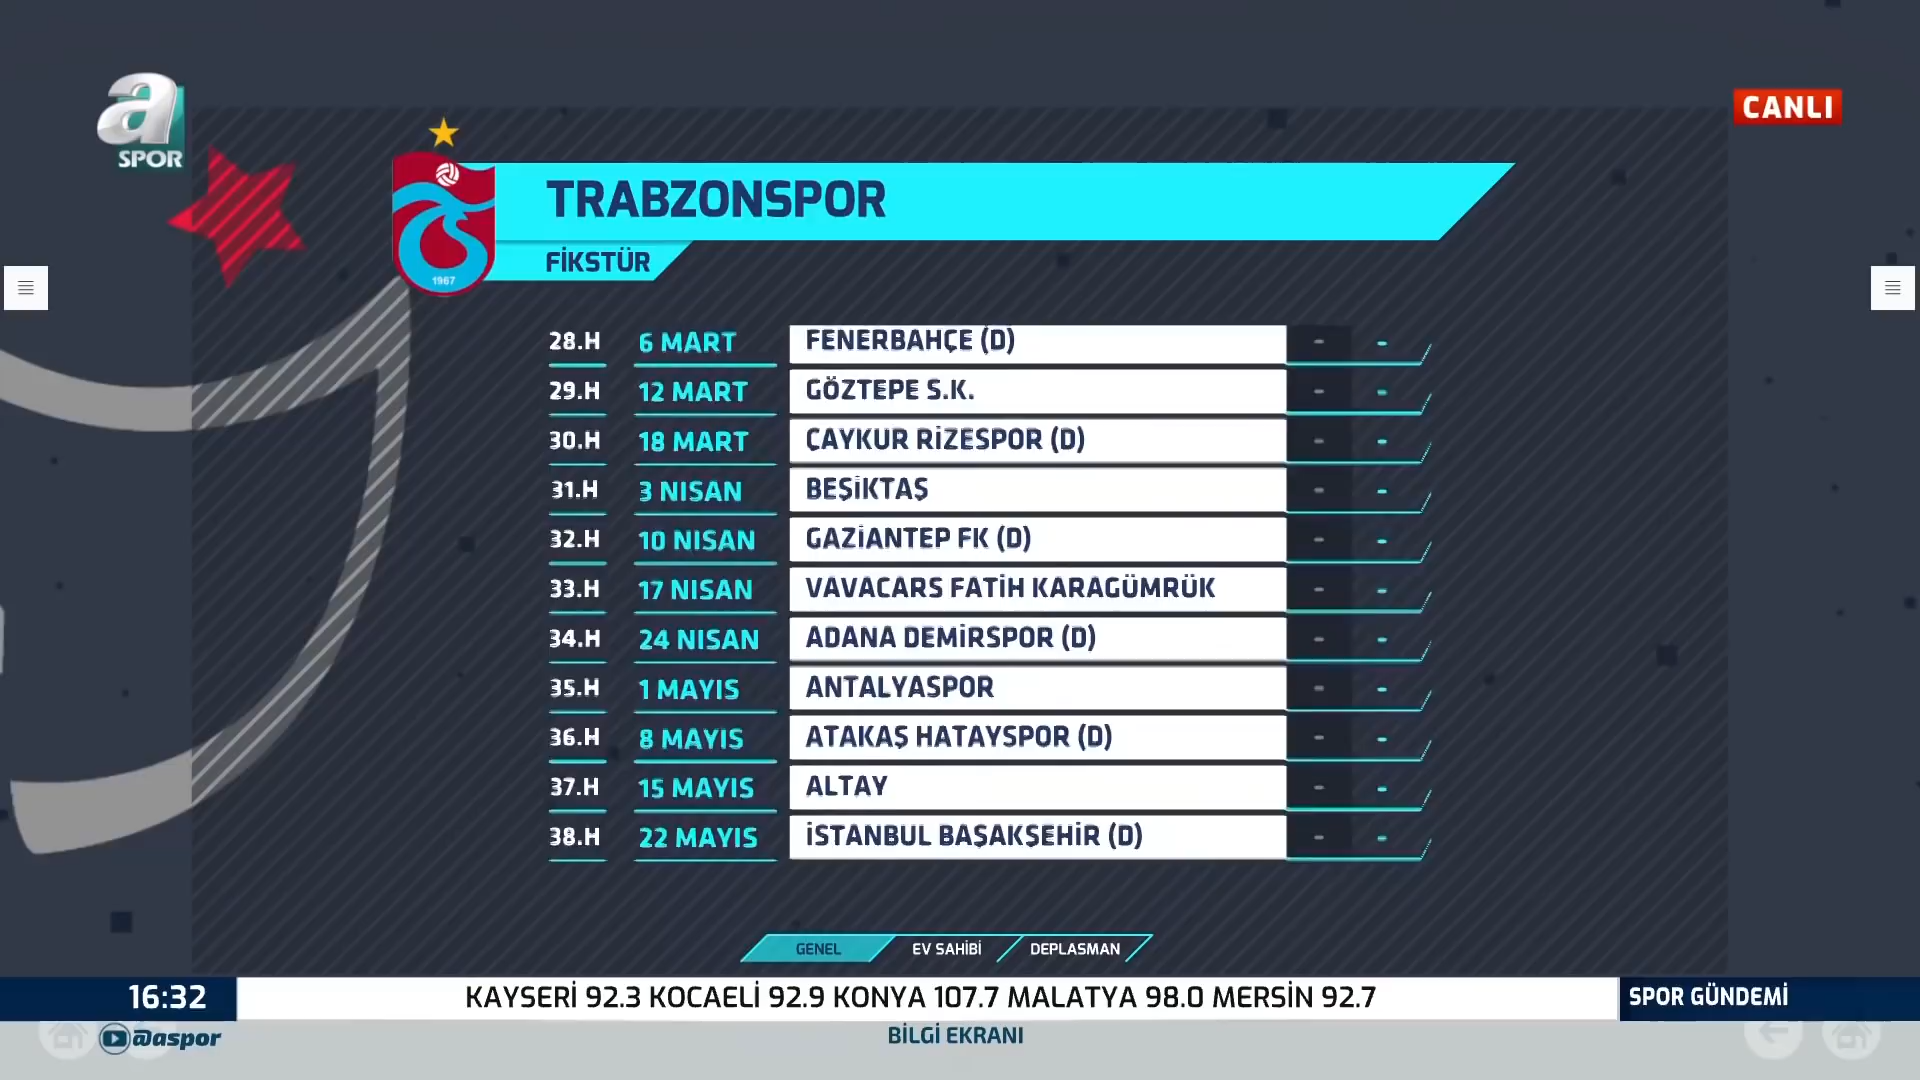 a
SPOR
CANLI
TRABZONSPOR
FİKSTÜR
1967
28.H 6 MART FENERBAHÇE (D) - -
29.H 12 MART GÖZTEPE S.K. - -
30.H 18 MART ÇAYKUR RİZESPOR (D) - -
31.H 3 NISAN BEŞİKTAŞ - -
32.H 10 NISAN GAZİANTEP FK (D) - -
33.H 17 NISAN VAVACARS FATİH KARAGÜMRÜK - -
34.H 24 NISAN ADANA DEMİRSPOR (D) - -
35.H 1 MAYIS ANTALYASPOR - -
36.H 8 MAYIS ATAKAŞ HATAYSPOR (D) - -
37.H 15 MAYIS ALTAY - -
38.H 22 MAYIS İSTANBUL BAŞAKŞEHİR (D) - -
GENEL EV SAHİBİ DEPLASMAN
16:32 KAYSERİ 92.3 KOCAELİ 92.9 KONYA 107.7 MALATYA 98.0 MERSİN 92.7 SPOR GÜNDEMİ
@aspor BİLGİ EKRANI